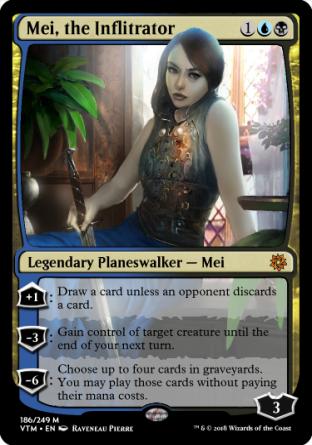 Mei, the Inflitrator 1
Legendary Planeswalker — Mei
+1: Draw a card unless an opponent discards
a card.
-3: Gain control of target creature until the
end of your next turn.
-6: Choose up to four cards in graveyards.
You may play those cards without paying
their mana costs.
3
186/249 M
VTM • EN Raveneau Pierre
™ & © 2018 Wizards of the Coast